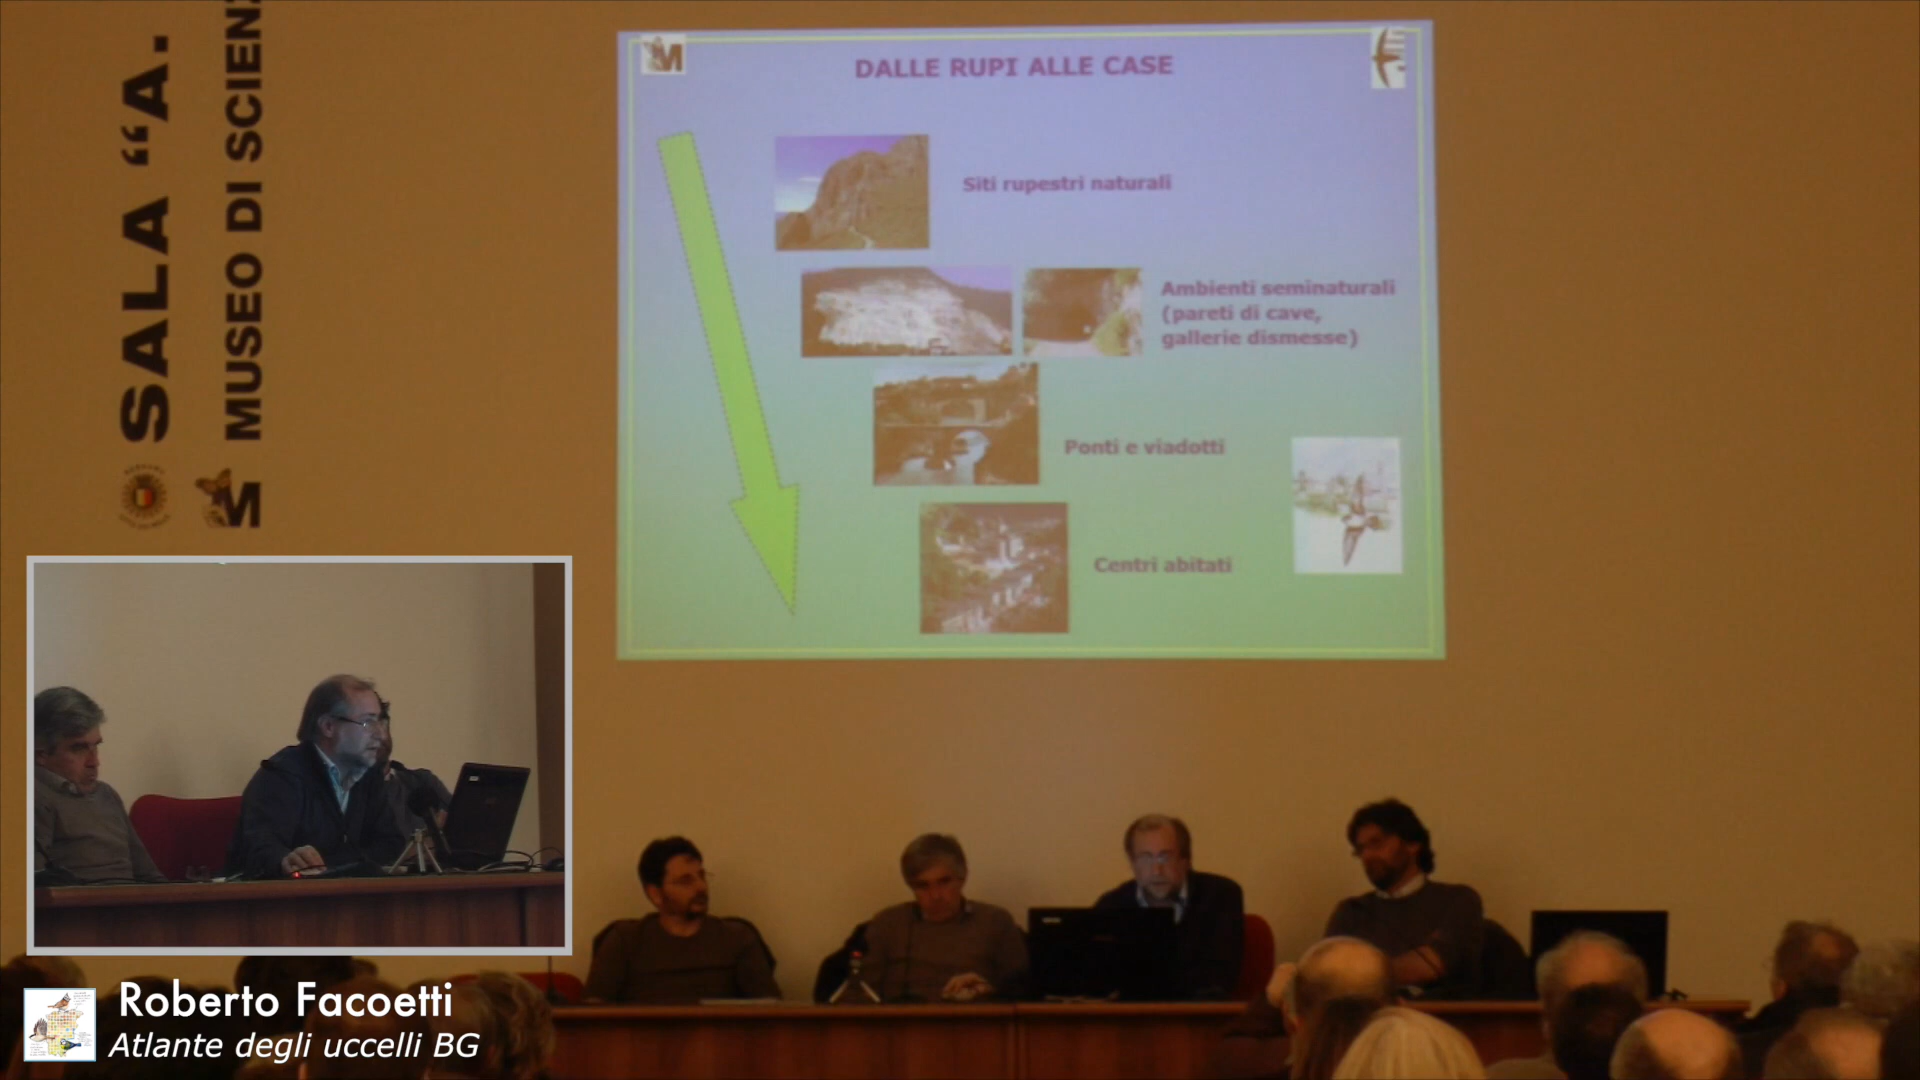 SALA “A.
MUSEO DI SCIENZ
M
M
DALLE RUPI ALLE CASE
Siti rupestri naturali
Ambienti seminaturali
(pareti di cave,
gallerie dismesse)
Ponti e viadotti
Centri abitati
Roberto Facoetti
Atlante degli uccelli BG